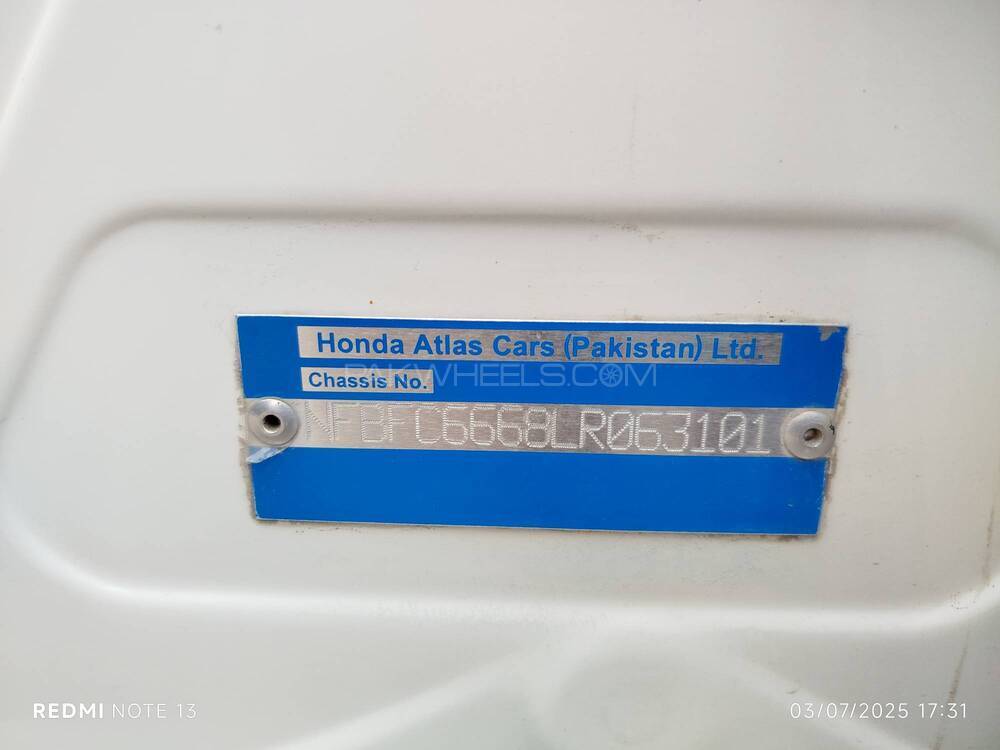 Honda Atlas Cars (Pakistan) Ltd.
PAKWHEELS.COM
Chassis No.
NFBFC6668LR063101
REDMI NOTE 13
03/07/2025 17:31